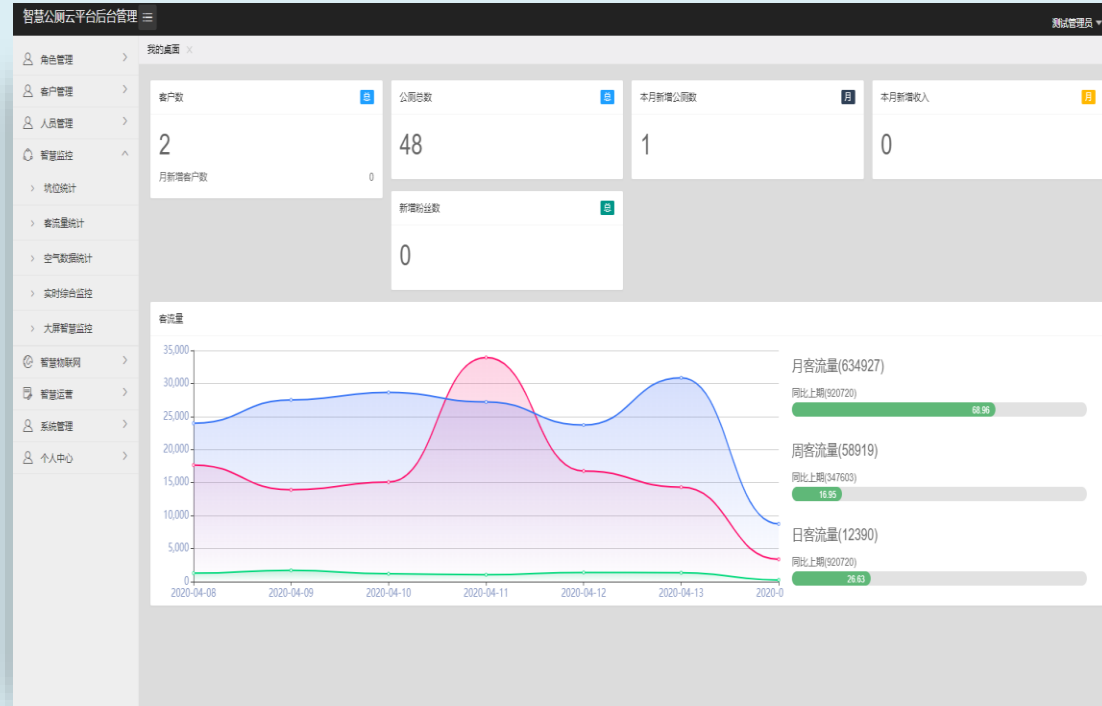 智慧公厕云平台后台管理
测试管理员
我的桌面
角色管理
客户管理
人员管理
智慧监控
坑位统计
客流量统计
空气数据统计
实时综合监控
大屏智慧监控
智慧物联网
智慧运营
系统管理
个人中心
客户数 总
2
月新增客户数 0
公厕总数 总
48
本月新增公厕数 月
1
本月新增收入 月
0
新增粉丝数 总
0
客流量
35,000
30,000
25,000
20,000
15,000
10,000
5,000
0
2020-04-08 2020-04-09 2020-04-10 2020-04-11 2020-04-12 2020-04-13 2020-0
月客流量(634927)
同比上期(920720)
68.96
周客流量(58919)
同比上期(347603)
16.95
日客流量(12390)
同比上期(920720)
26.63